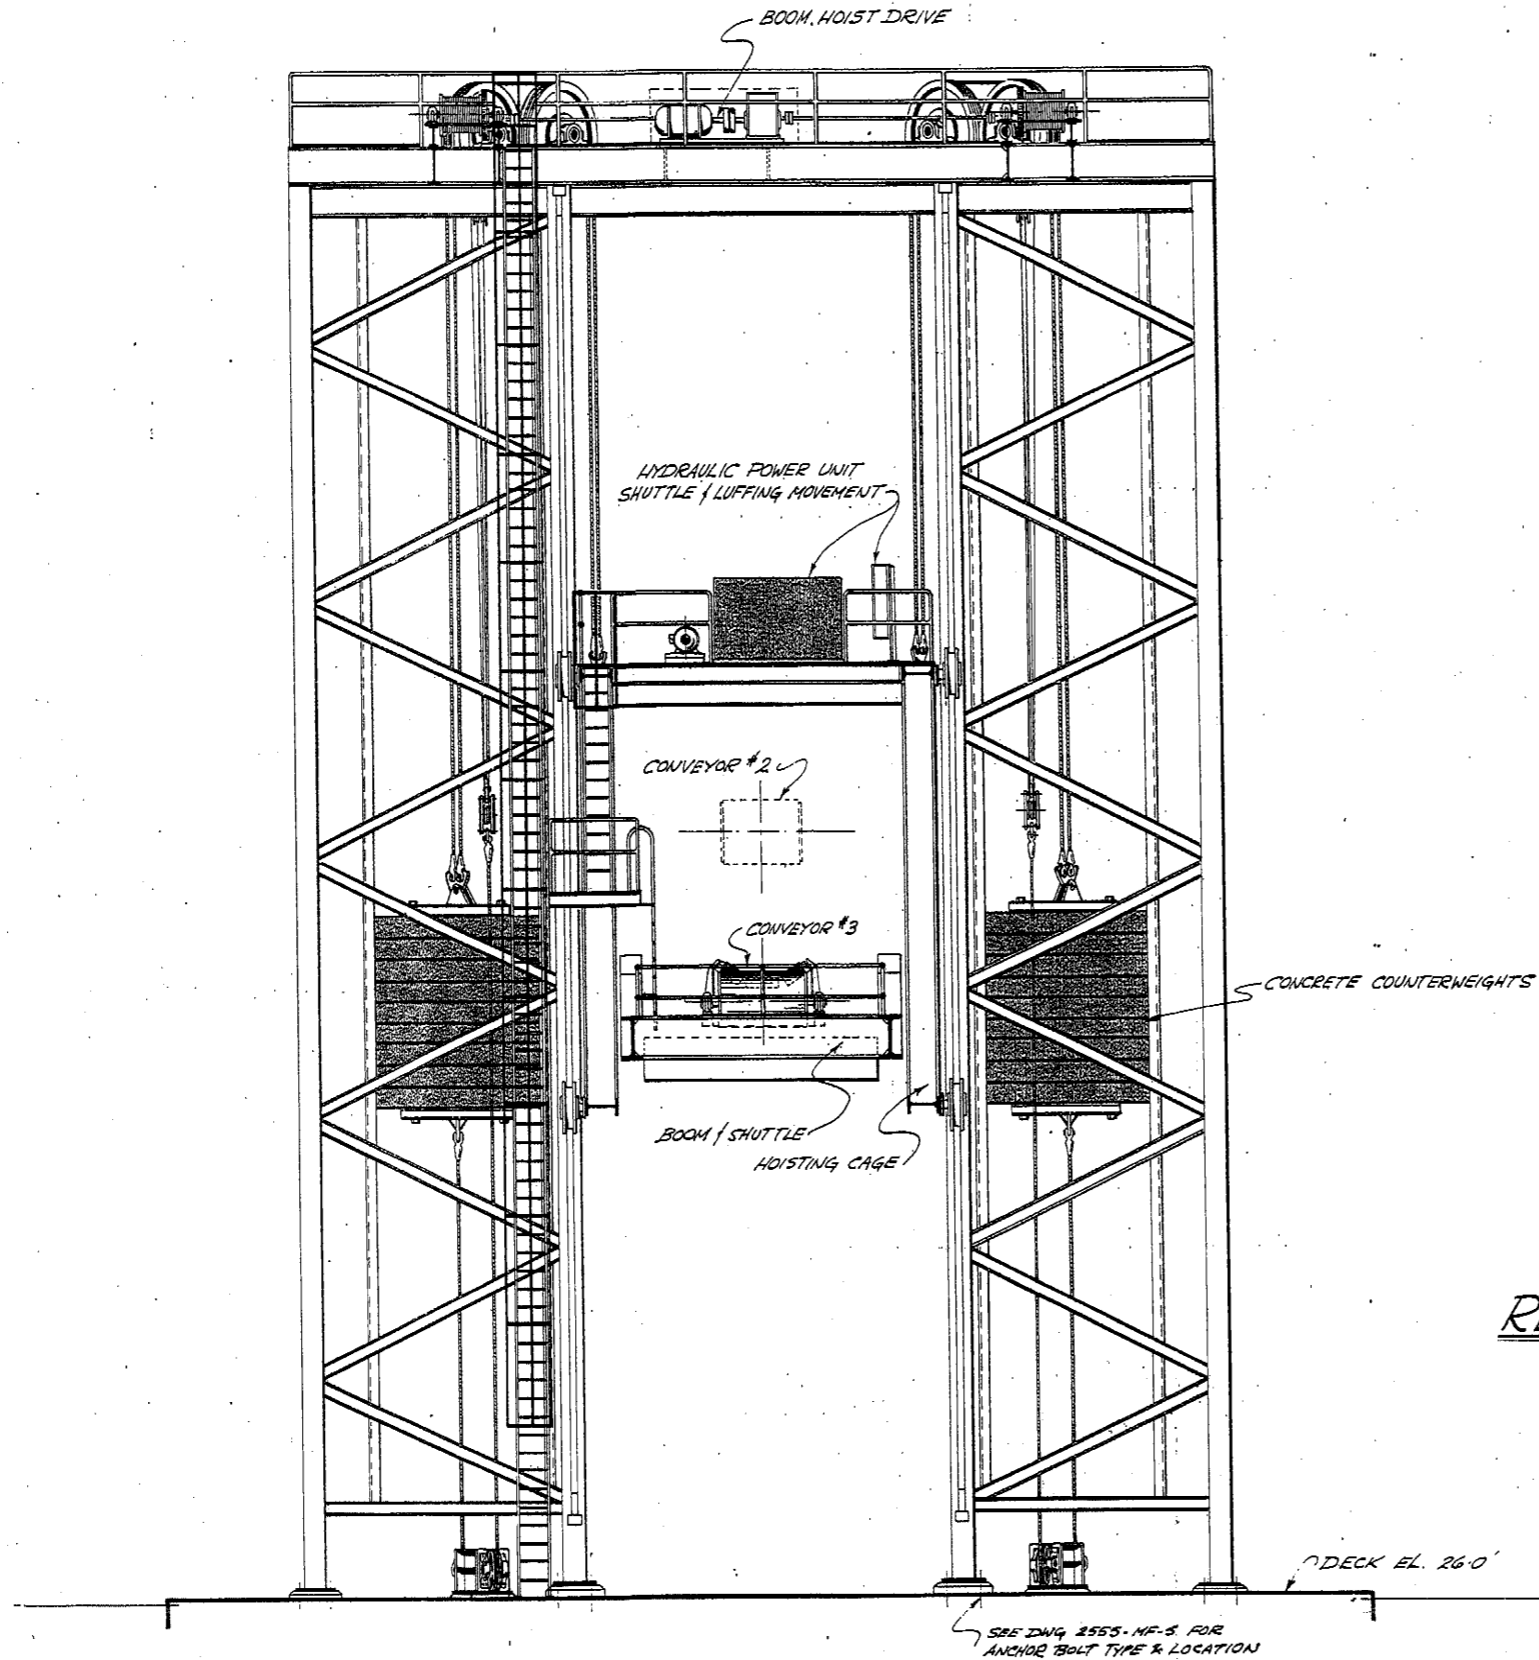 BOOM HOIST DRIVE
HYDRAULIC POWER UNIT
SHUTTLE & LUFFING MOVEMENT
CONVEYOR #2
CONVEYOR #3
CONCRETE COUNTERWEIGHTS
BOOM & SHUTTLE
HOISTING CAGE
DECK EL. 26.0'
SEE DWG 2555-MF-5 FOR
ANCHOR BOLT TYPE & LOCATION